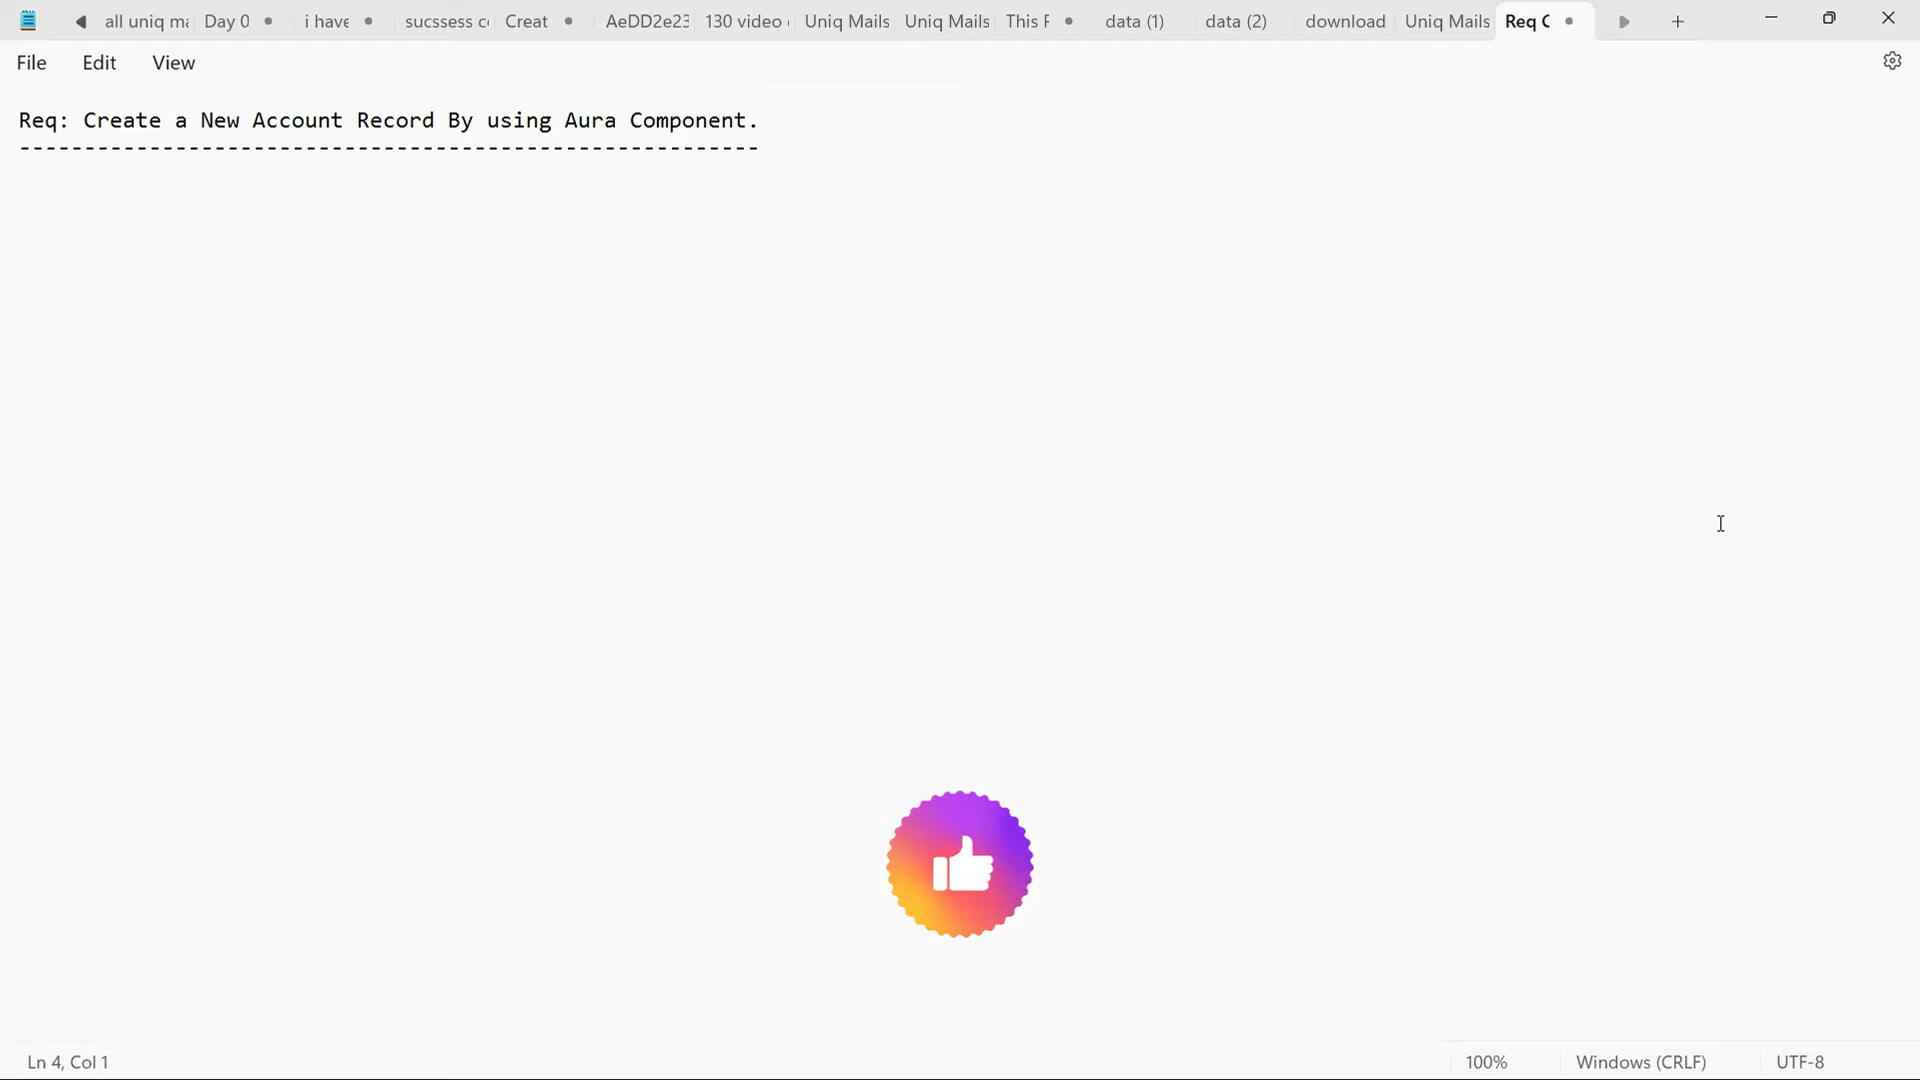 all uniq ma Day 0 i have sucssess co Creat AeDD2e23 130 video Uniq Mails Uniq Mails This F data (1) data (2) download Uniq Mails Req C
File Edit View
Req: Create a New Account Record By using Aura Component.
---------------------------------------------------------
Ln 4, Col 1 100% Windows (CRLF) UTF-8